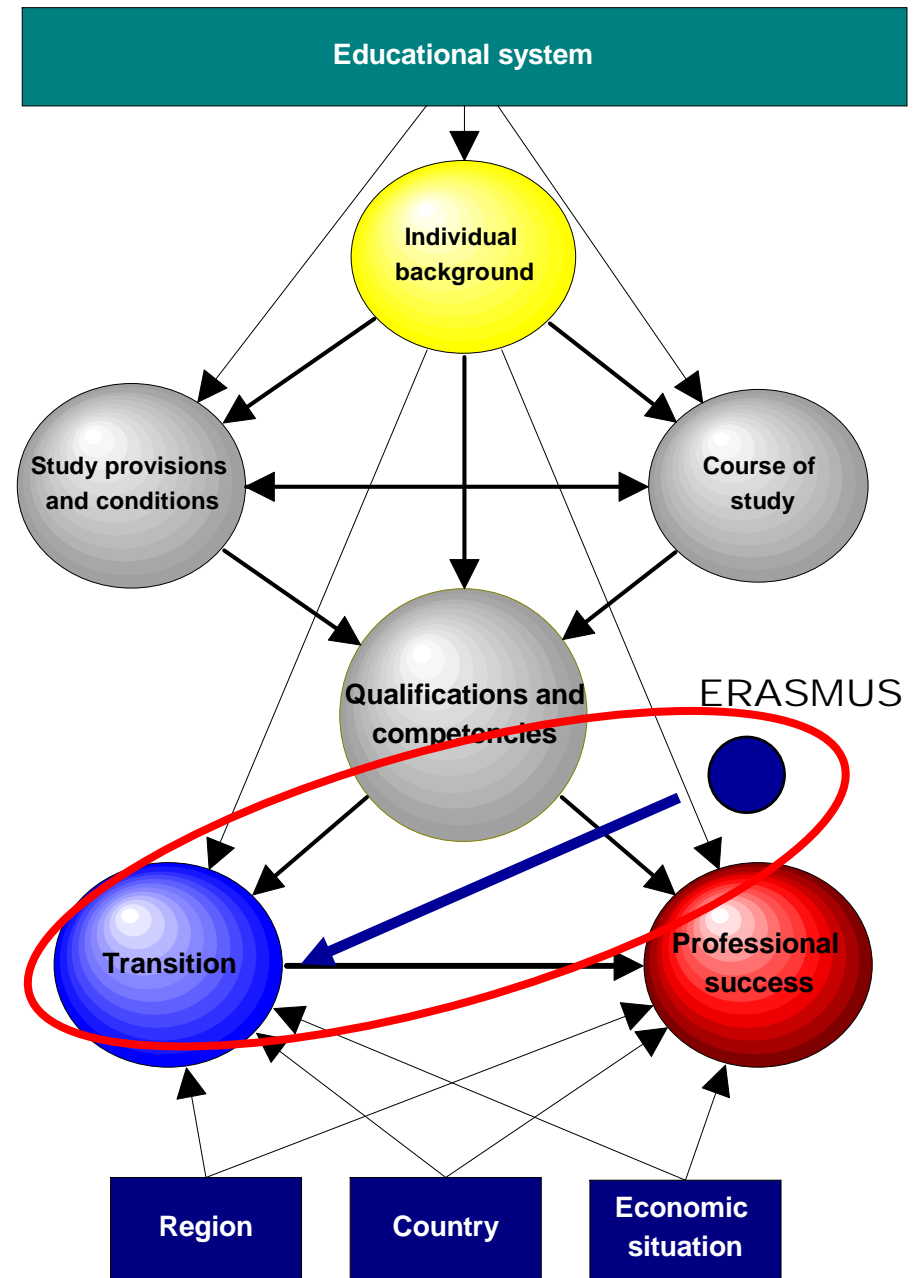 Educational system
Individual
background
Study provisions
and conditions
Course of
study
Qualifications and
competencies
ERASMUS
Transition
Professional
success
Region
Country
Economic
situation